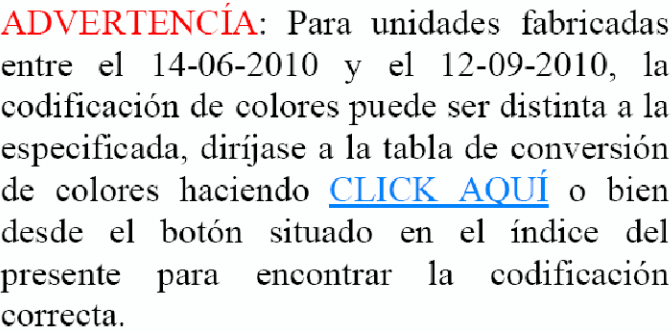 ADVERTENCÍA: Para unidades fabricadas
entre el 14-06-2010 y el 12-09-2010, la
codificación de colores puede ser distinta a la
especificada, diríjase a la tabla de conversión
de colores haciendo CLICK AQUÍ o bien
desde el botón situado en el índice del
presente para encontrar la codificación
correcta.